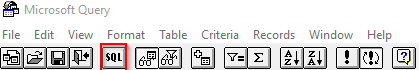 Microsoft Query
File Edit View Format Table Criteria Records Window Help
SQL